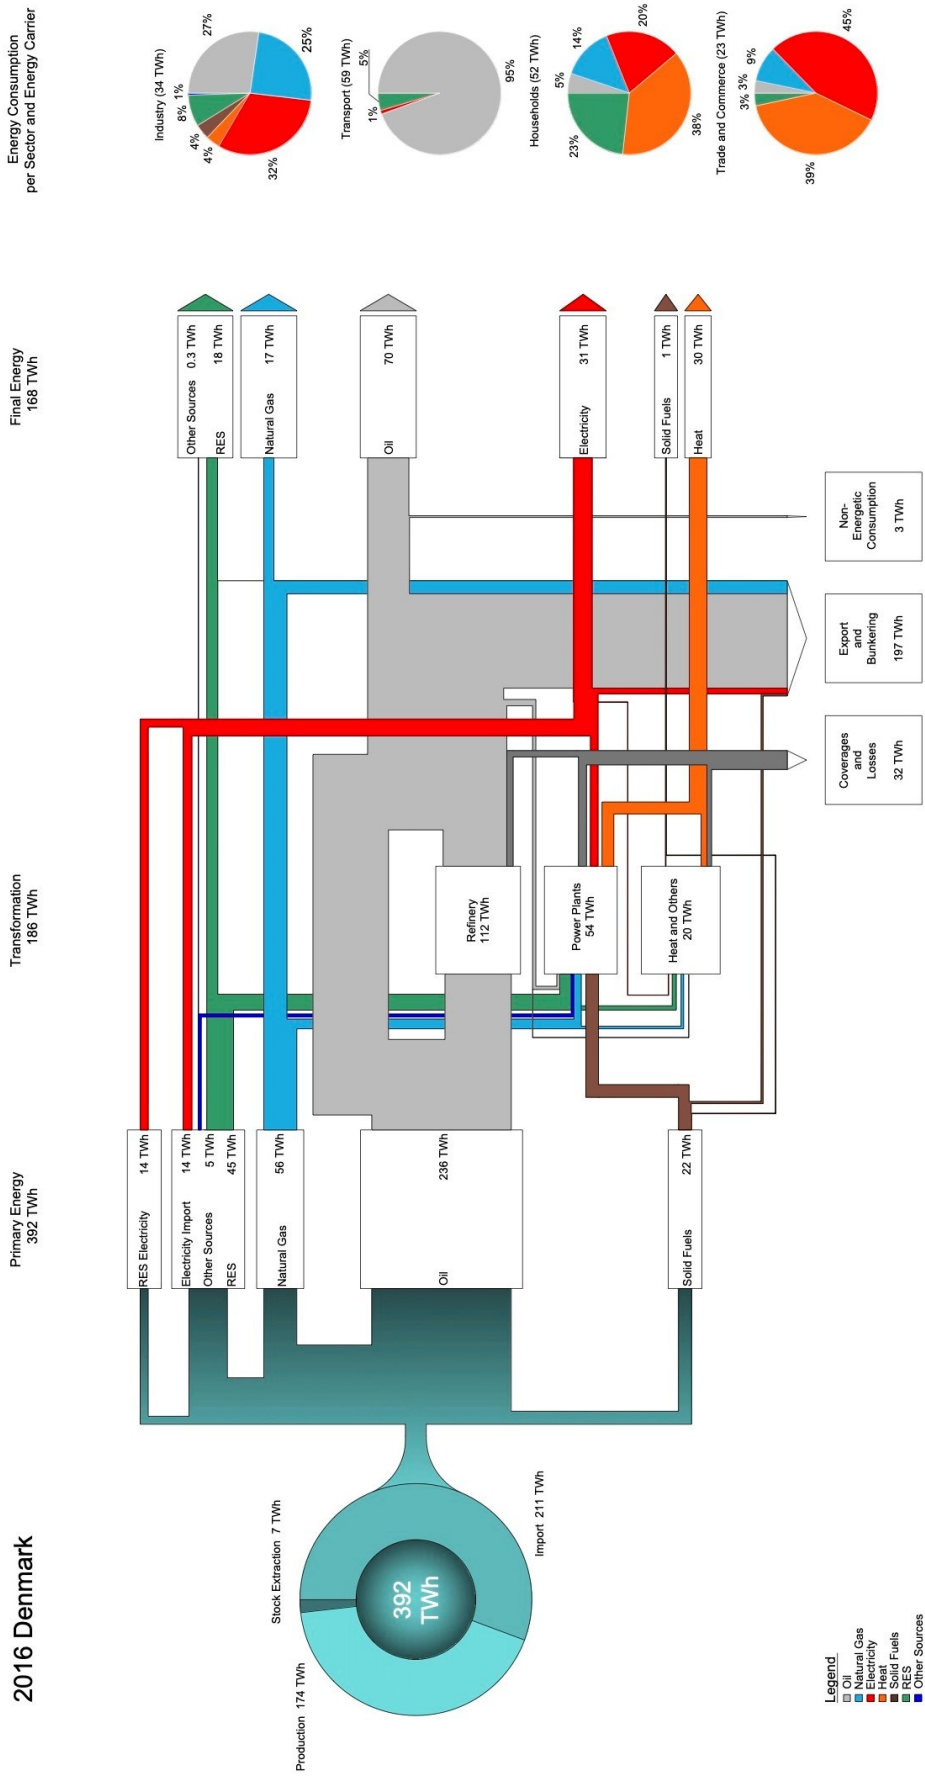 2016 Denmark
Primary Energy
392 TWh
Transformation
186 TWh
Final Energy
168 TWh
Energy Consumption
per Sector and Energy Carrier
Stock Extraction 7 TWh
Production 174 TWh
Import 211 TWh
392
TWh
RES Electricity 14 TWh
Electricity Import 14 TWh
Other Sources 5 TWh
RES 45 TWh
Natural Gas 56 TWh
Oil 236 TWh
Solid Fuels 22 TWh
Refinery
112 TWh
Power Plants
54 TWh
Heat and Others
20 TWh
Other Sources 0.3 TWh
RES 18 TWh
Natural Gas 17 TWh
Oil 70 TWh
Electricity 31 TWh
Solid Fuels 1 TWh
Heat 30 TWh
Coverages
and
Losses
32 TWh
Export
and
Bunkering
197 TWh
Non-
Energetic
Consumption
3 TWh
Industry (34 TWh)
27%
25%
32%
4%
4%
8%
1%
Transport (59 TWh)
5%
95%
1%
Households (52 TWh)
5%
14%
20%
38%
23%
Trade and Commerce (23 TWh)
3%
9%
45%
39%
3%
Legend
Oil
Natural Gas
Electricity
Heat
Solid Fuels
RES
Other Sources